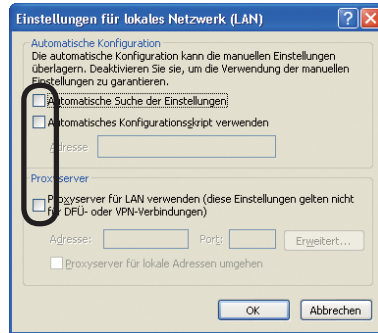 Einstellungen für lokales Netzwerk (LAN)
Automatische Konfiguration
Die automatische Konfiguration kann die manuellen Einstellungen
überlagern. Deaktivieren Sie sie, um die Verwendung der manuellen
Einstellungen zu garantieren.
Automatische Suche der Einstellungen
Automatisches Konfigurationsskript verwenden
Adresse
Proxyserver
Proxyserver für LAN verwenden (diese Einstellungen gelten nicht
für DFÜ- oder VPN-Verbindungen)
Adresse: Port: Erweitert...
Proxyserver für lokale Adressen umgehen
OK Abbrechen